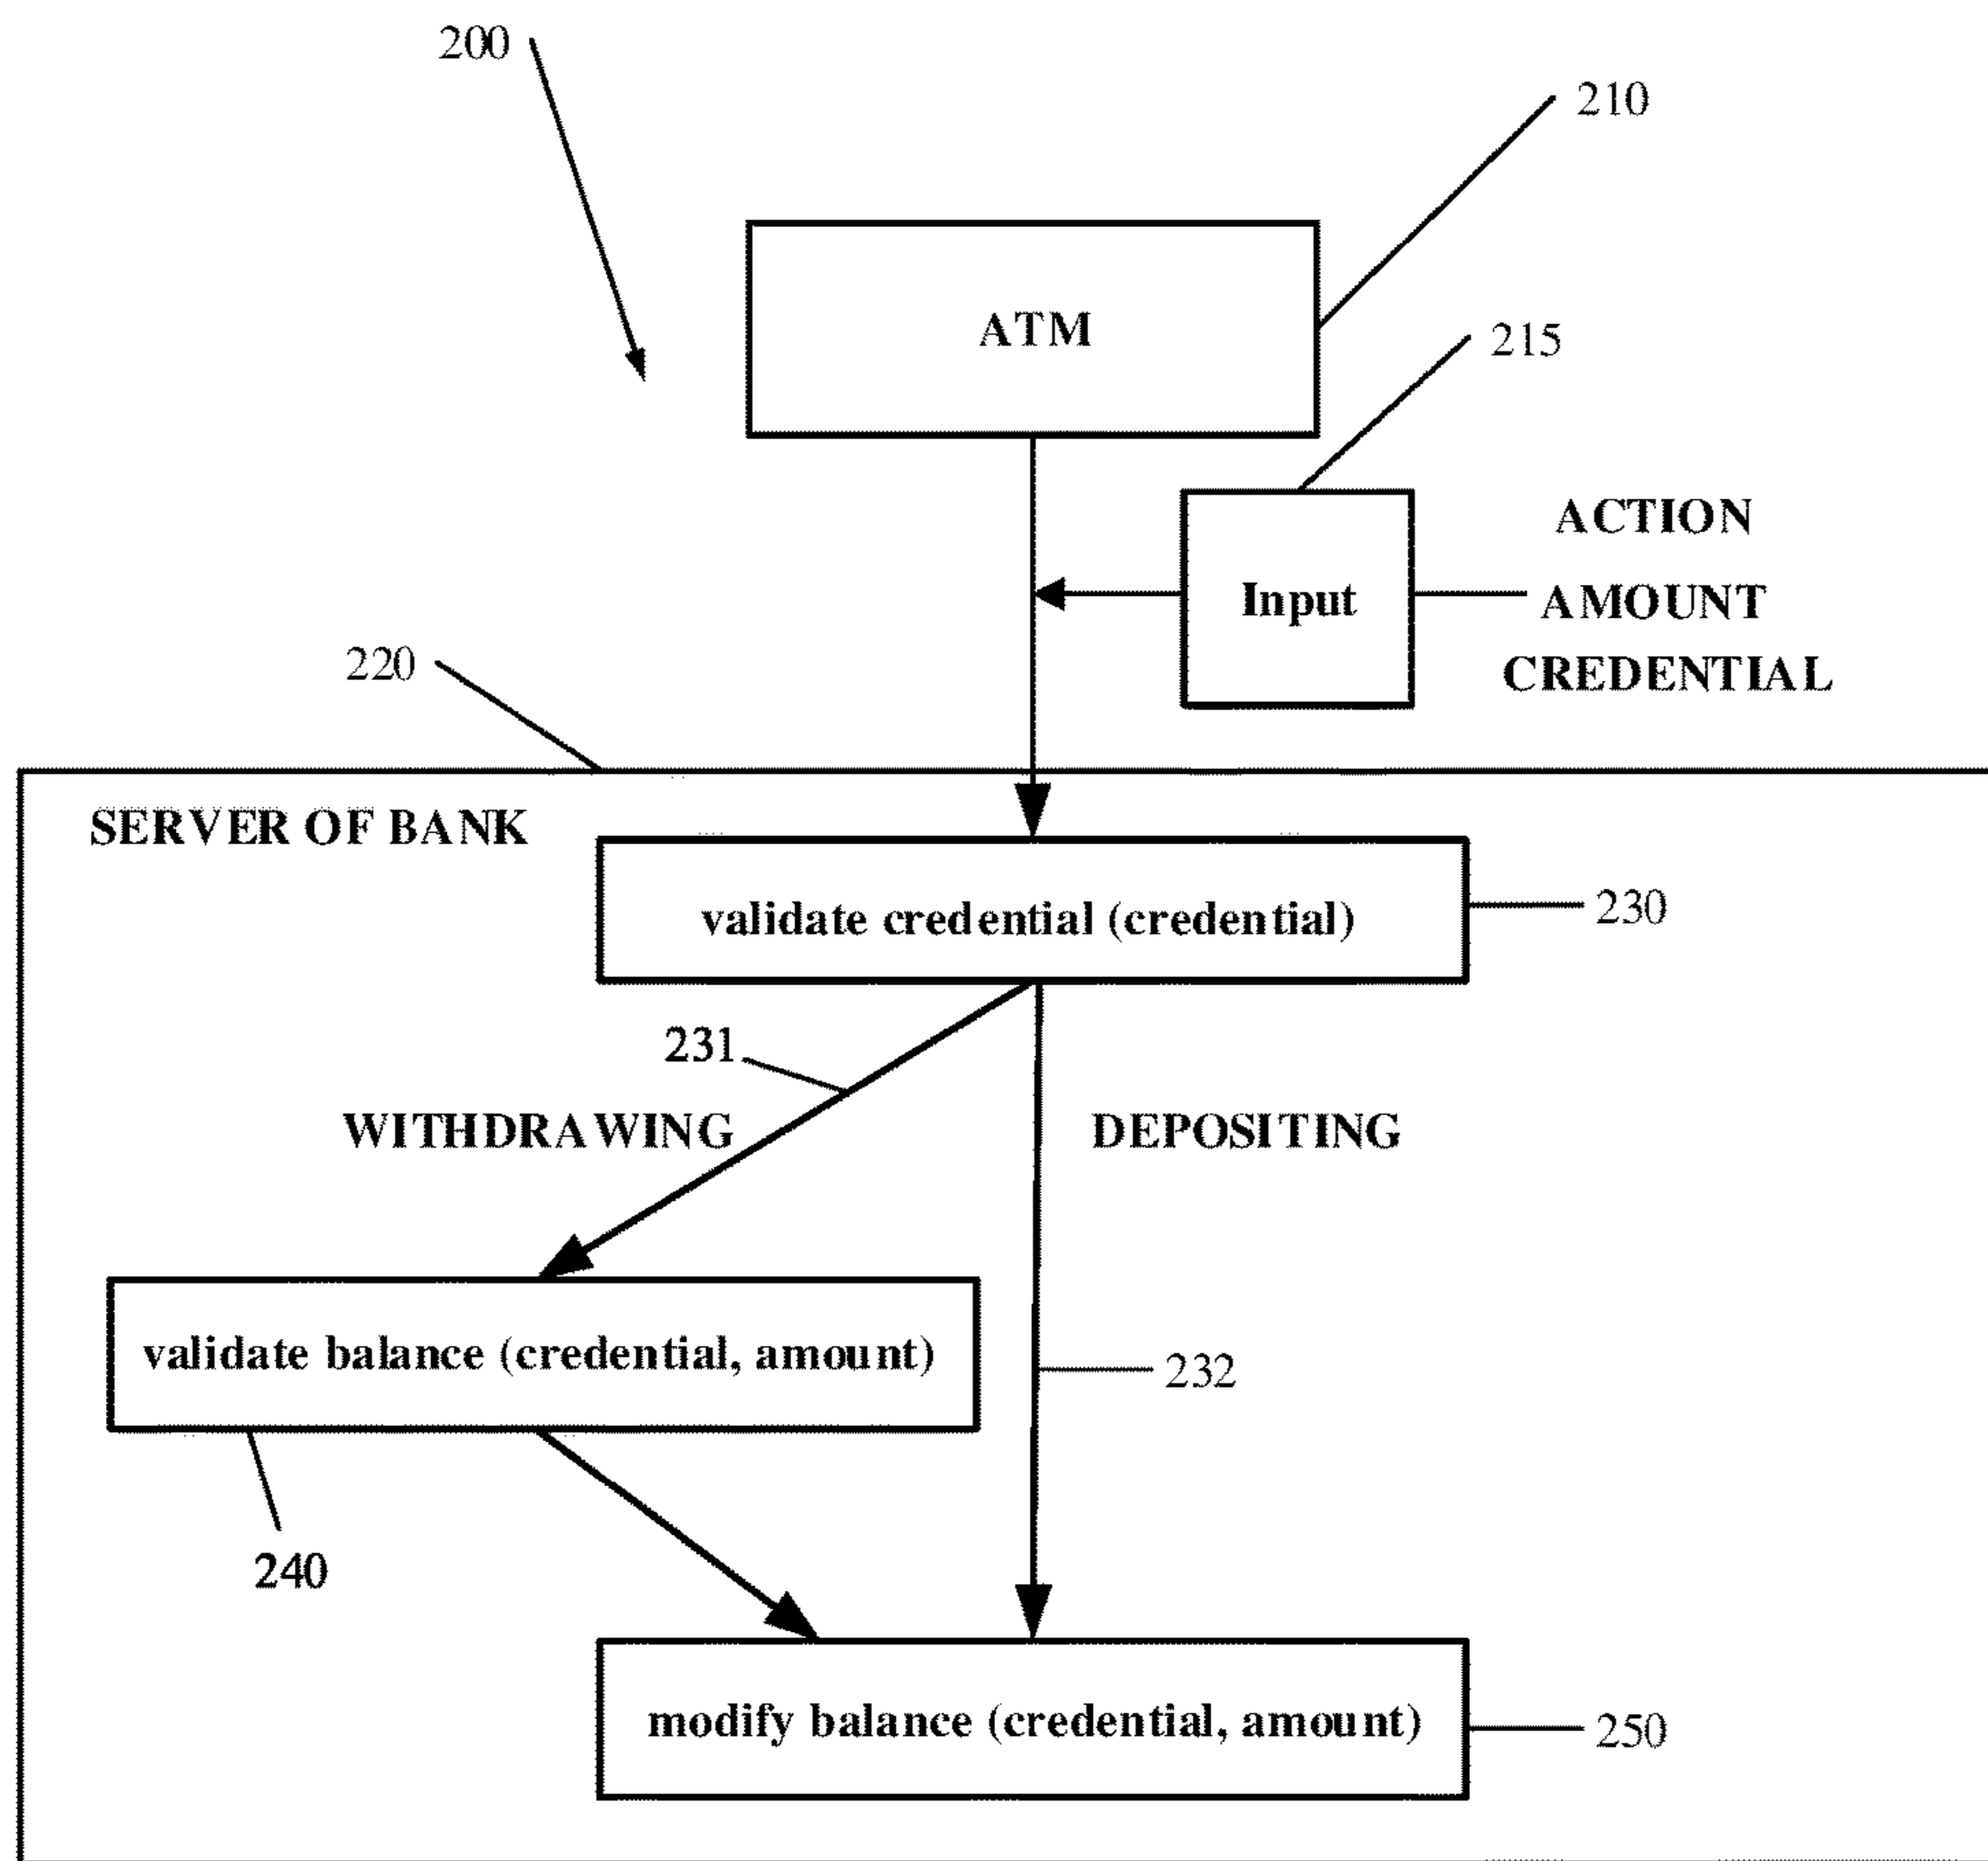 200
210
ATM
215
ACTION
Input
AMOUNT
CREDENTIAL
220
SERVER OF BANK
validate credential (credential)
230
231
WITHDRAWING
DEPOSITING
validate balance (credential, amount)
232
240
modify balance (credential, amount)
250